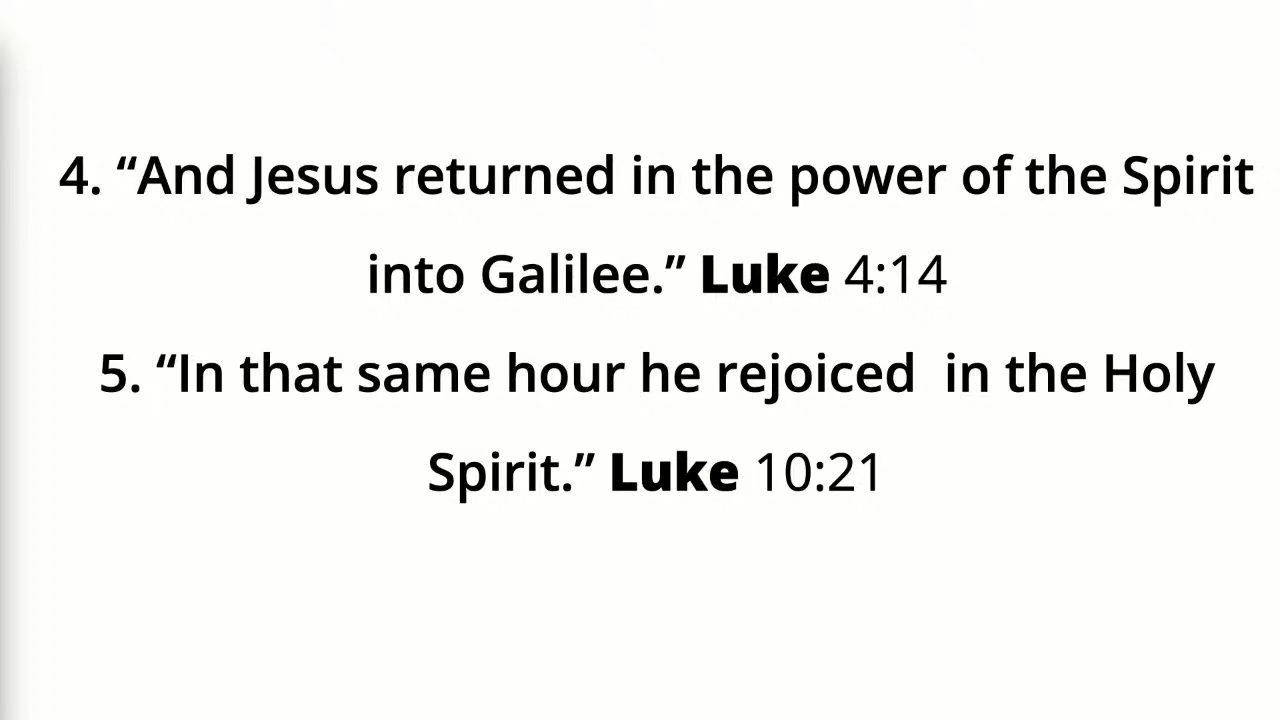 4. “And Jesus returned in the power of the Spirit
into Galilee.” Luke 4:14
5. “In that same hour he rejoiced  in the Holy
Spirit.” Luke 10:21